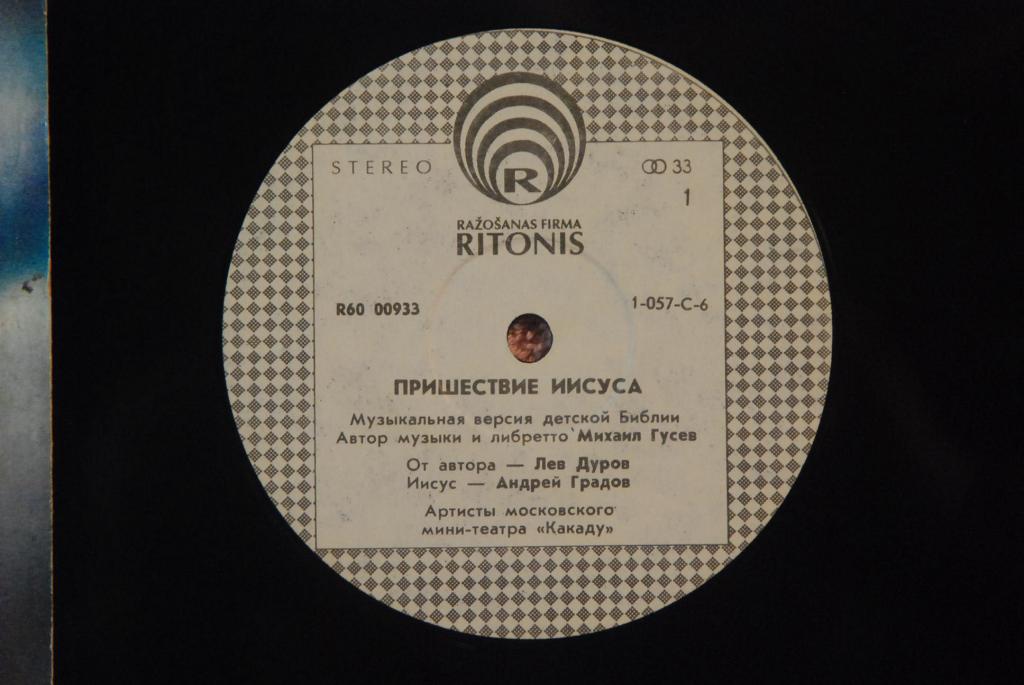 STEREO
33
1
R
RAŽOŠANAS FIRMA
RITONIS
R60 00933
1-057-C-6
ПРИШЕСТВИЕ ИИСУСА
Музыкальная версия детской Библии
Автор музыки и либретто Михаил Гусев
От автора — Лев Дуров
Иисус — Андрей Градов
Артисты московского
мини-театра «Какаду»